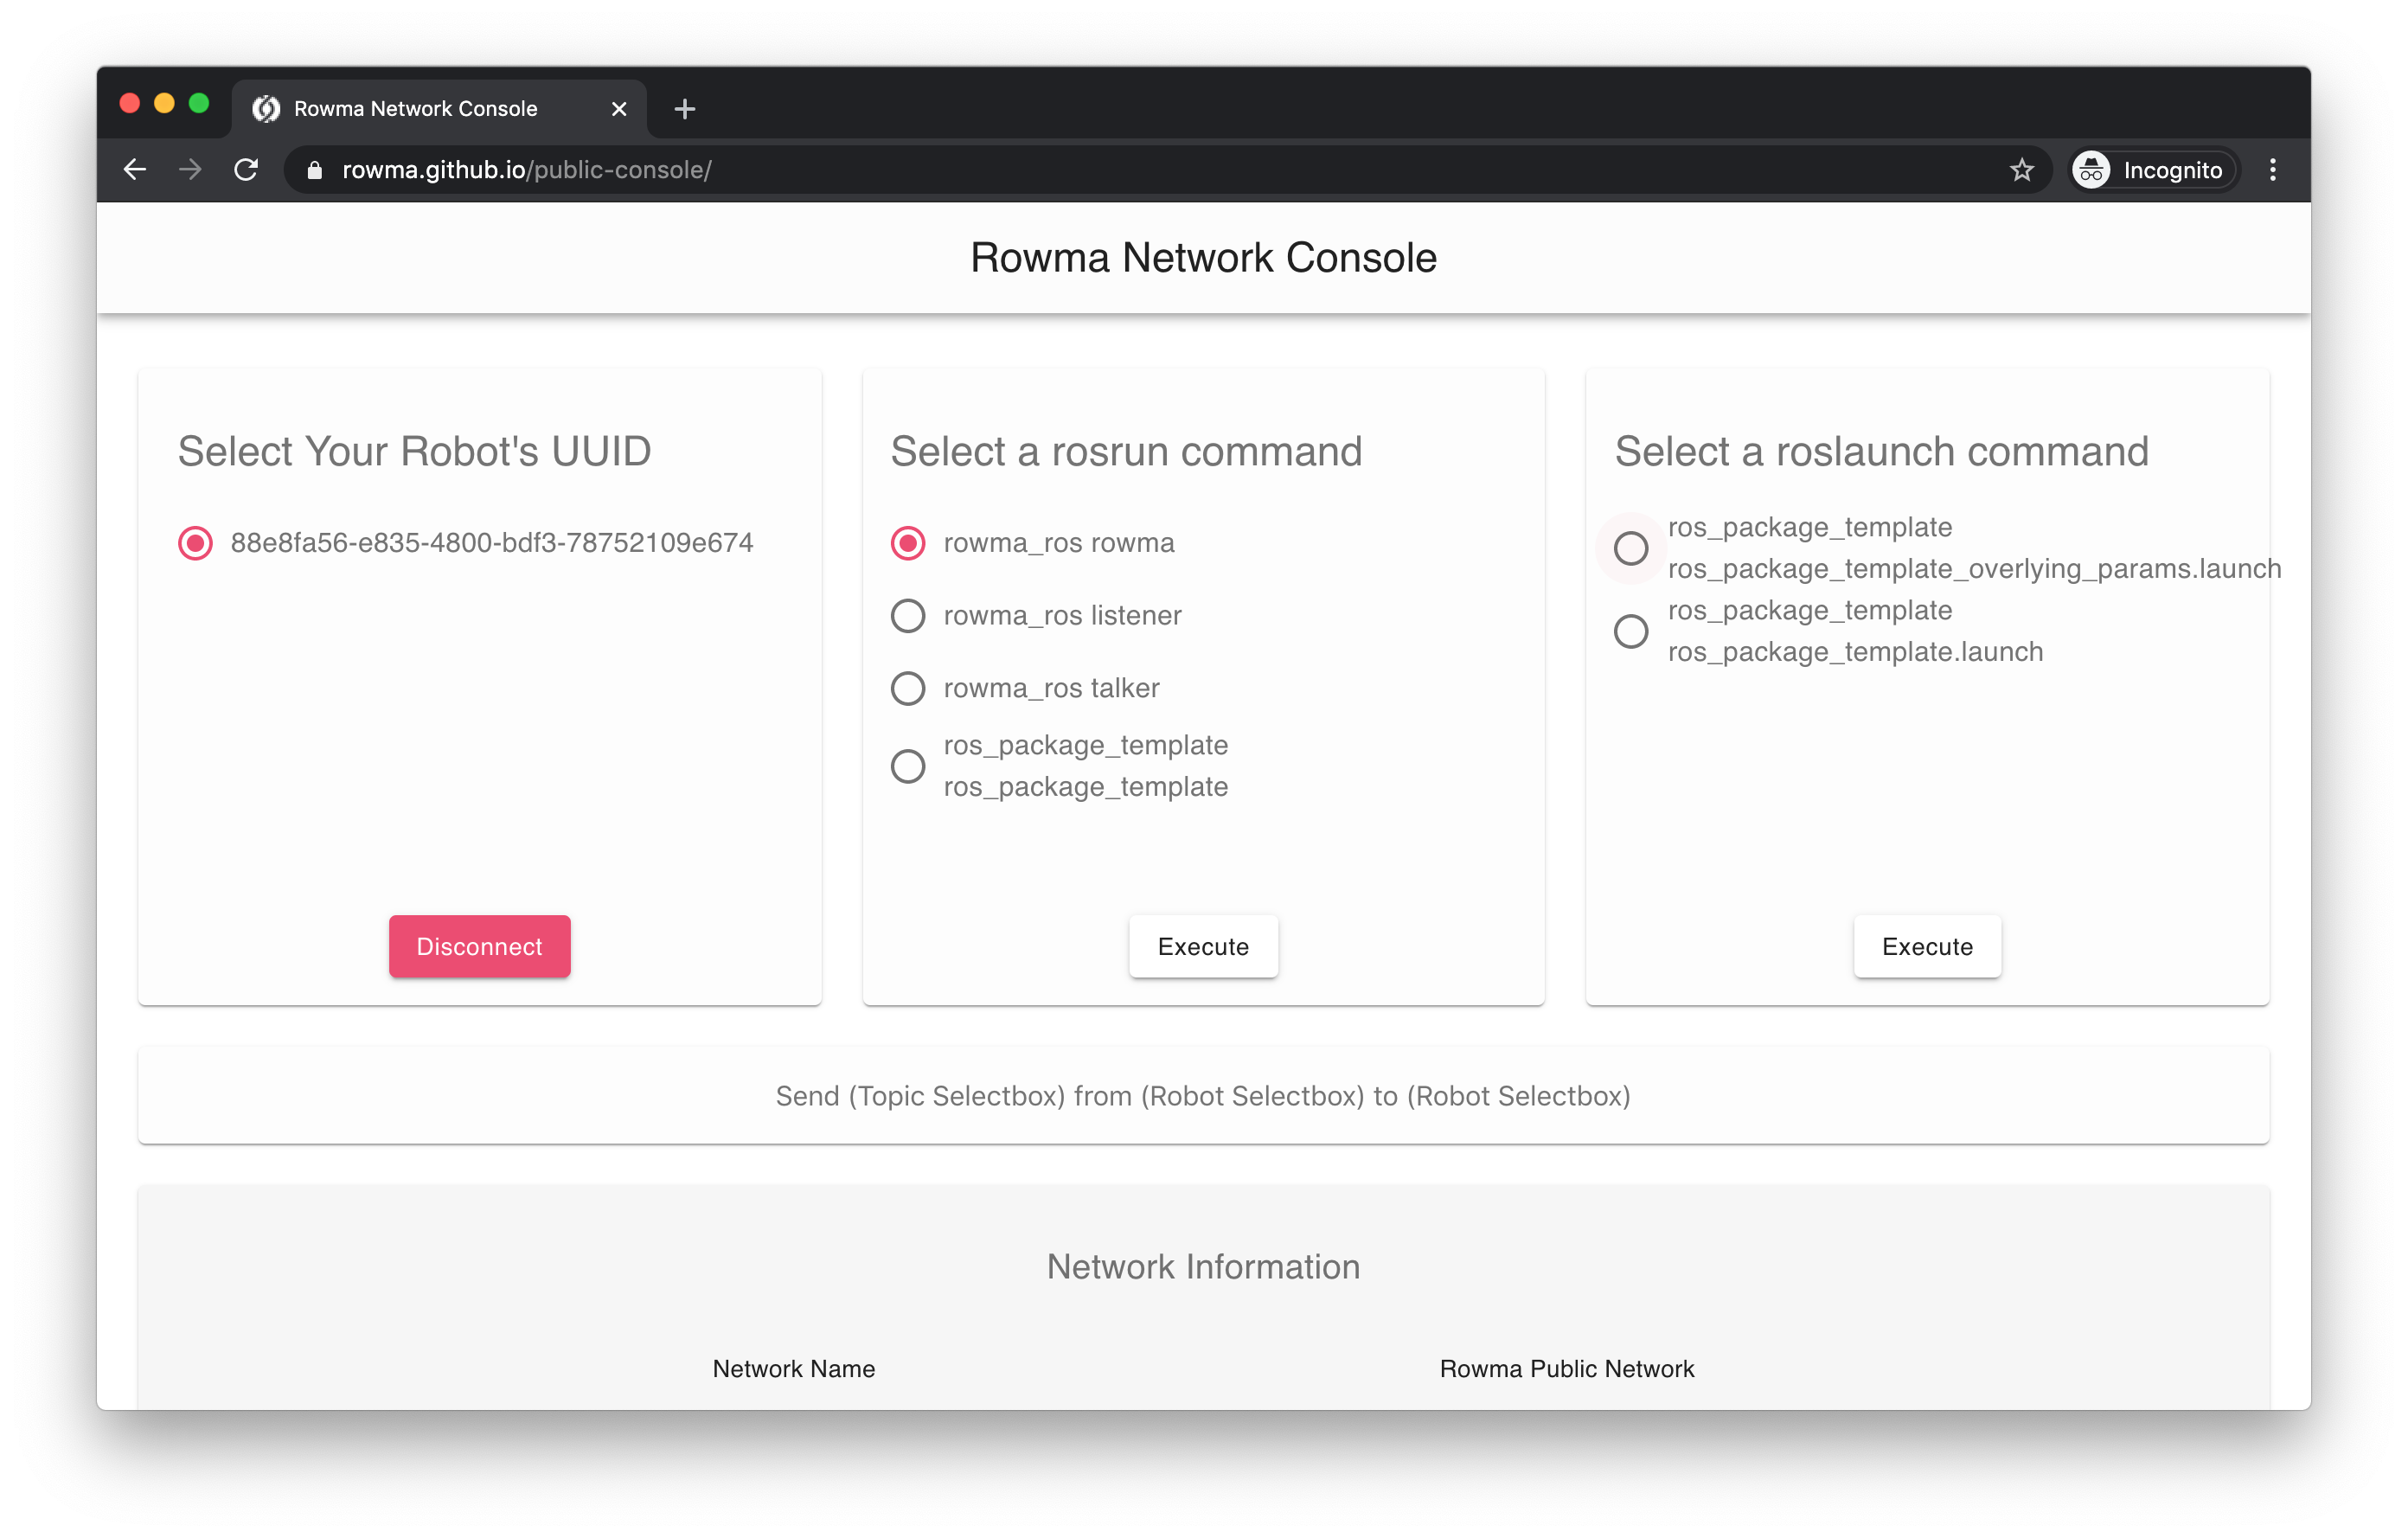 Rowma Network Console
rowma.github.io/public-console/
Incognito
Rowma Network Console
Select Your Robot's UUID
88e8fa56-e835-4800-bdf3-78752109e674
Disconnect
Select a rosrun command
rowma_ros rowma
rowma_ros listener
rowma_ros talker
ros_package_template
ros_package_template
Execute
Select a roslaunch command
ros_package_template
ros_package_template_overlying_params.launch
ros_package_template
ros_package_template.launch
Execute
Send (Topic Selectbox) from (Robot Selectbox) to (Robot Selectbox)
Network Information
Network Name
Rowma Public Network